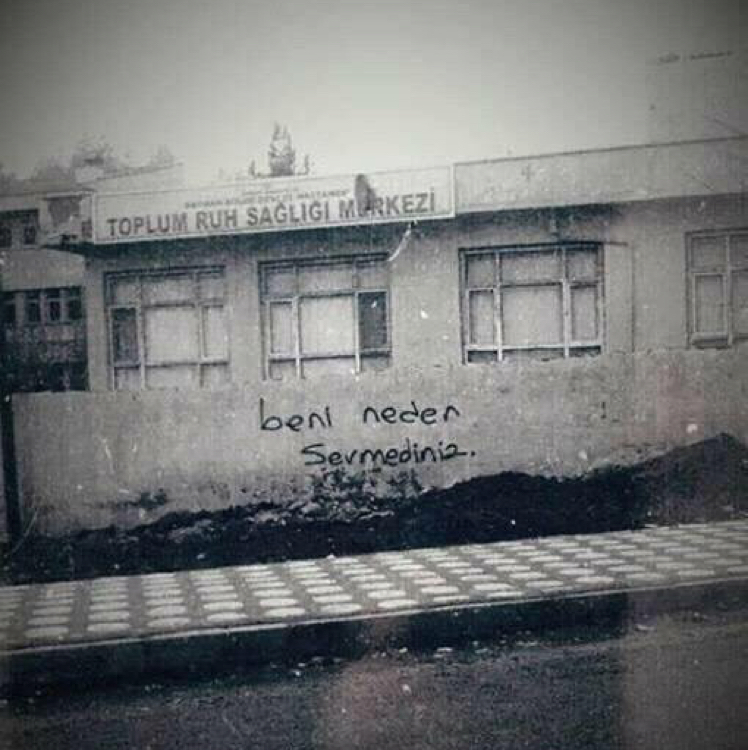 TOPLUM RUH SAĞLIĞI MERKEZİ
beni neden
Sevmediniz.